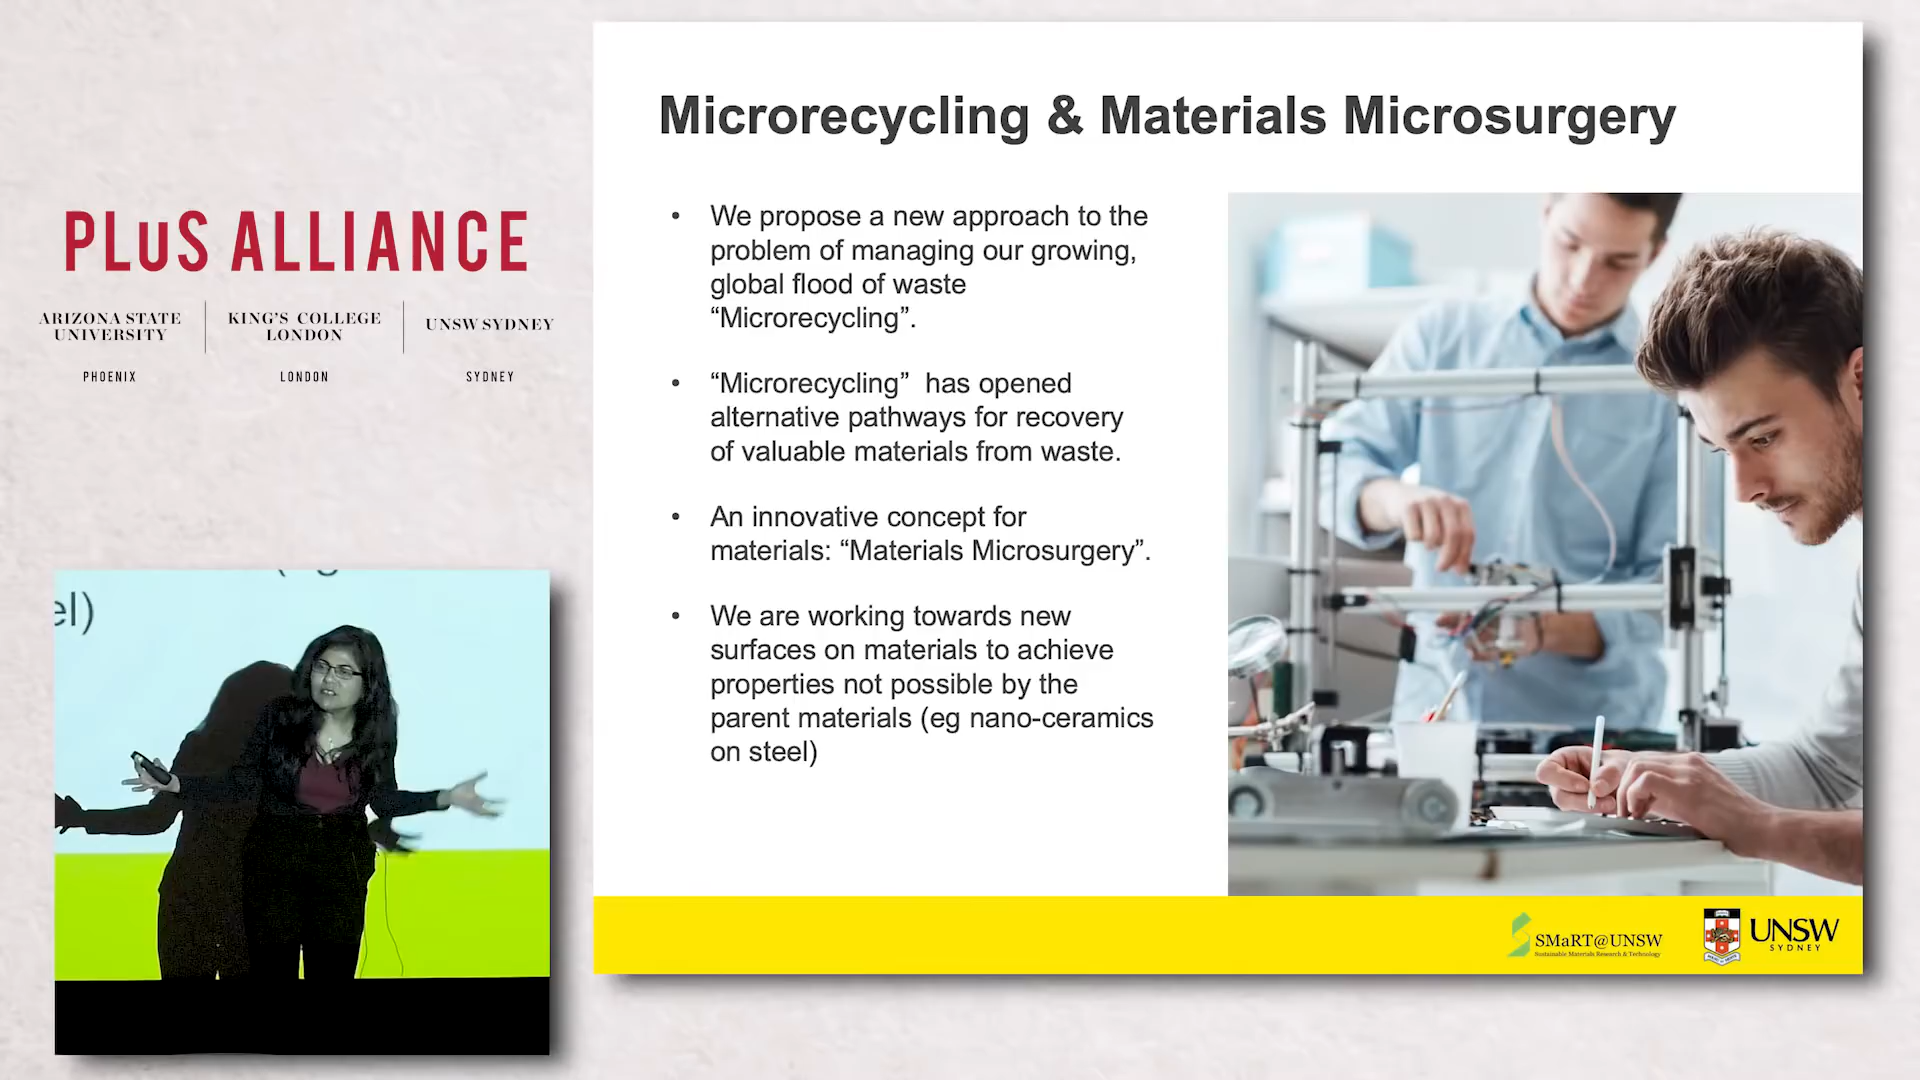 PLuS ALLIANCE
ARIZONA STATE
UNIVERSITY
PHOENIX
KING'S COLLEGE
LONDON
LONDON
UNSW SYDNEY
SYDNEY
el)
Microrecycling & Materials Microsurgery
• We propose a new approach to the
problem of managing our growing,
global flood of waste
“Microrecycling”.
• “Microrecycling”  has opened
alternative pathways for recovery
of valuable materials from waste.
• An innovative concept for
materials: “Materials Microsurgery”.
• We are working towards new
surfaces on materials to achieve
properties not possible by the
parent materials (eg nano-ceramics
on steel)
SMaRT@UNSW
Sustainable Materials Research & Technology
UNSW
SYDNEY